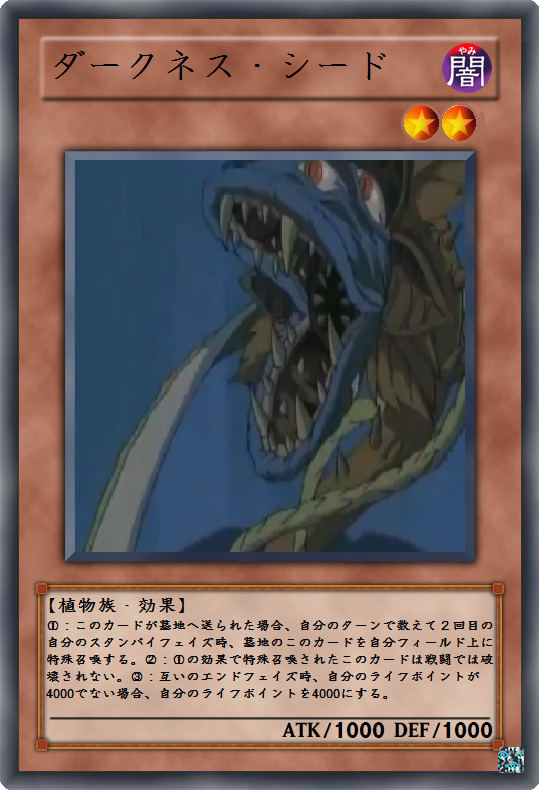 ダークネス・シード
やみ
闇
【植物族‐効果】
①：このカードが墓地へ送られた場合、自分のターンで数えて２回目の
自分のスタンバイフェイズ時、墓地のこのカードを自分フィールド上に
特殊召喚する。②：①の効果で特殊召喚されたこのカードは戦闘では破
壊されない。③：互いのエンドフェイズ時、自分のライフポイントが
4000でない場合、自分のライフポイントを4000にする。
ATK/1000 DEF/1000